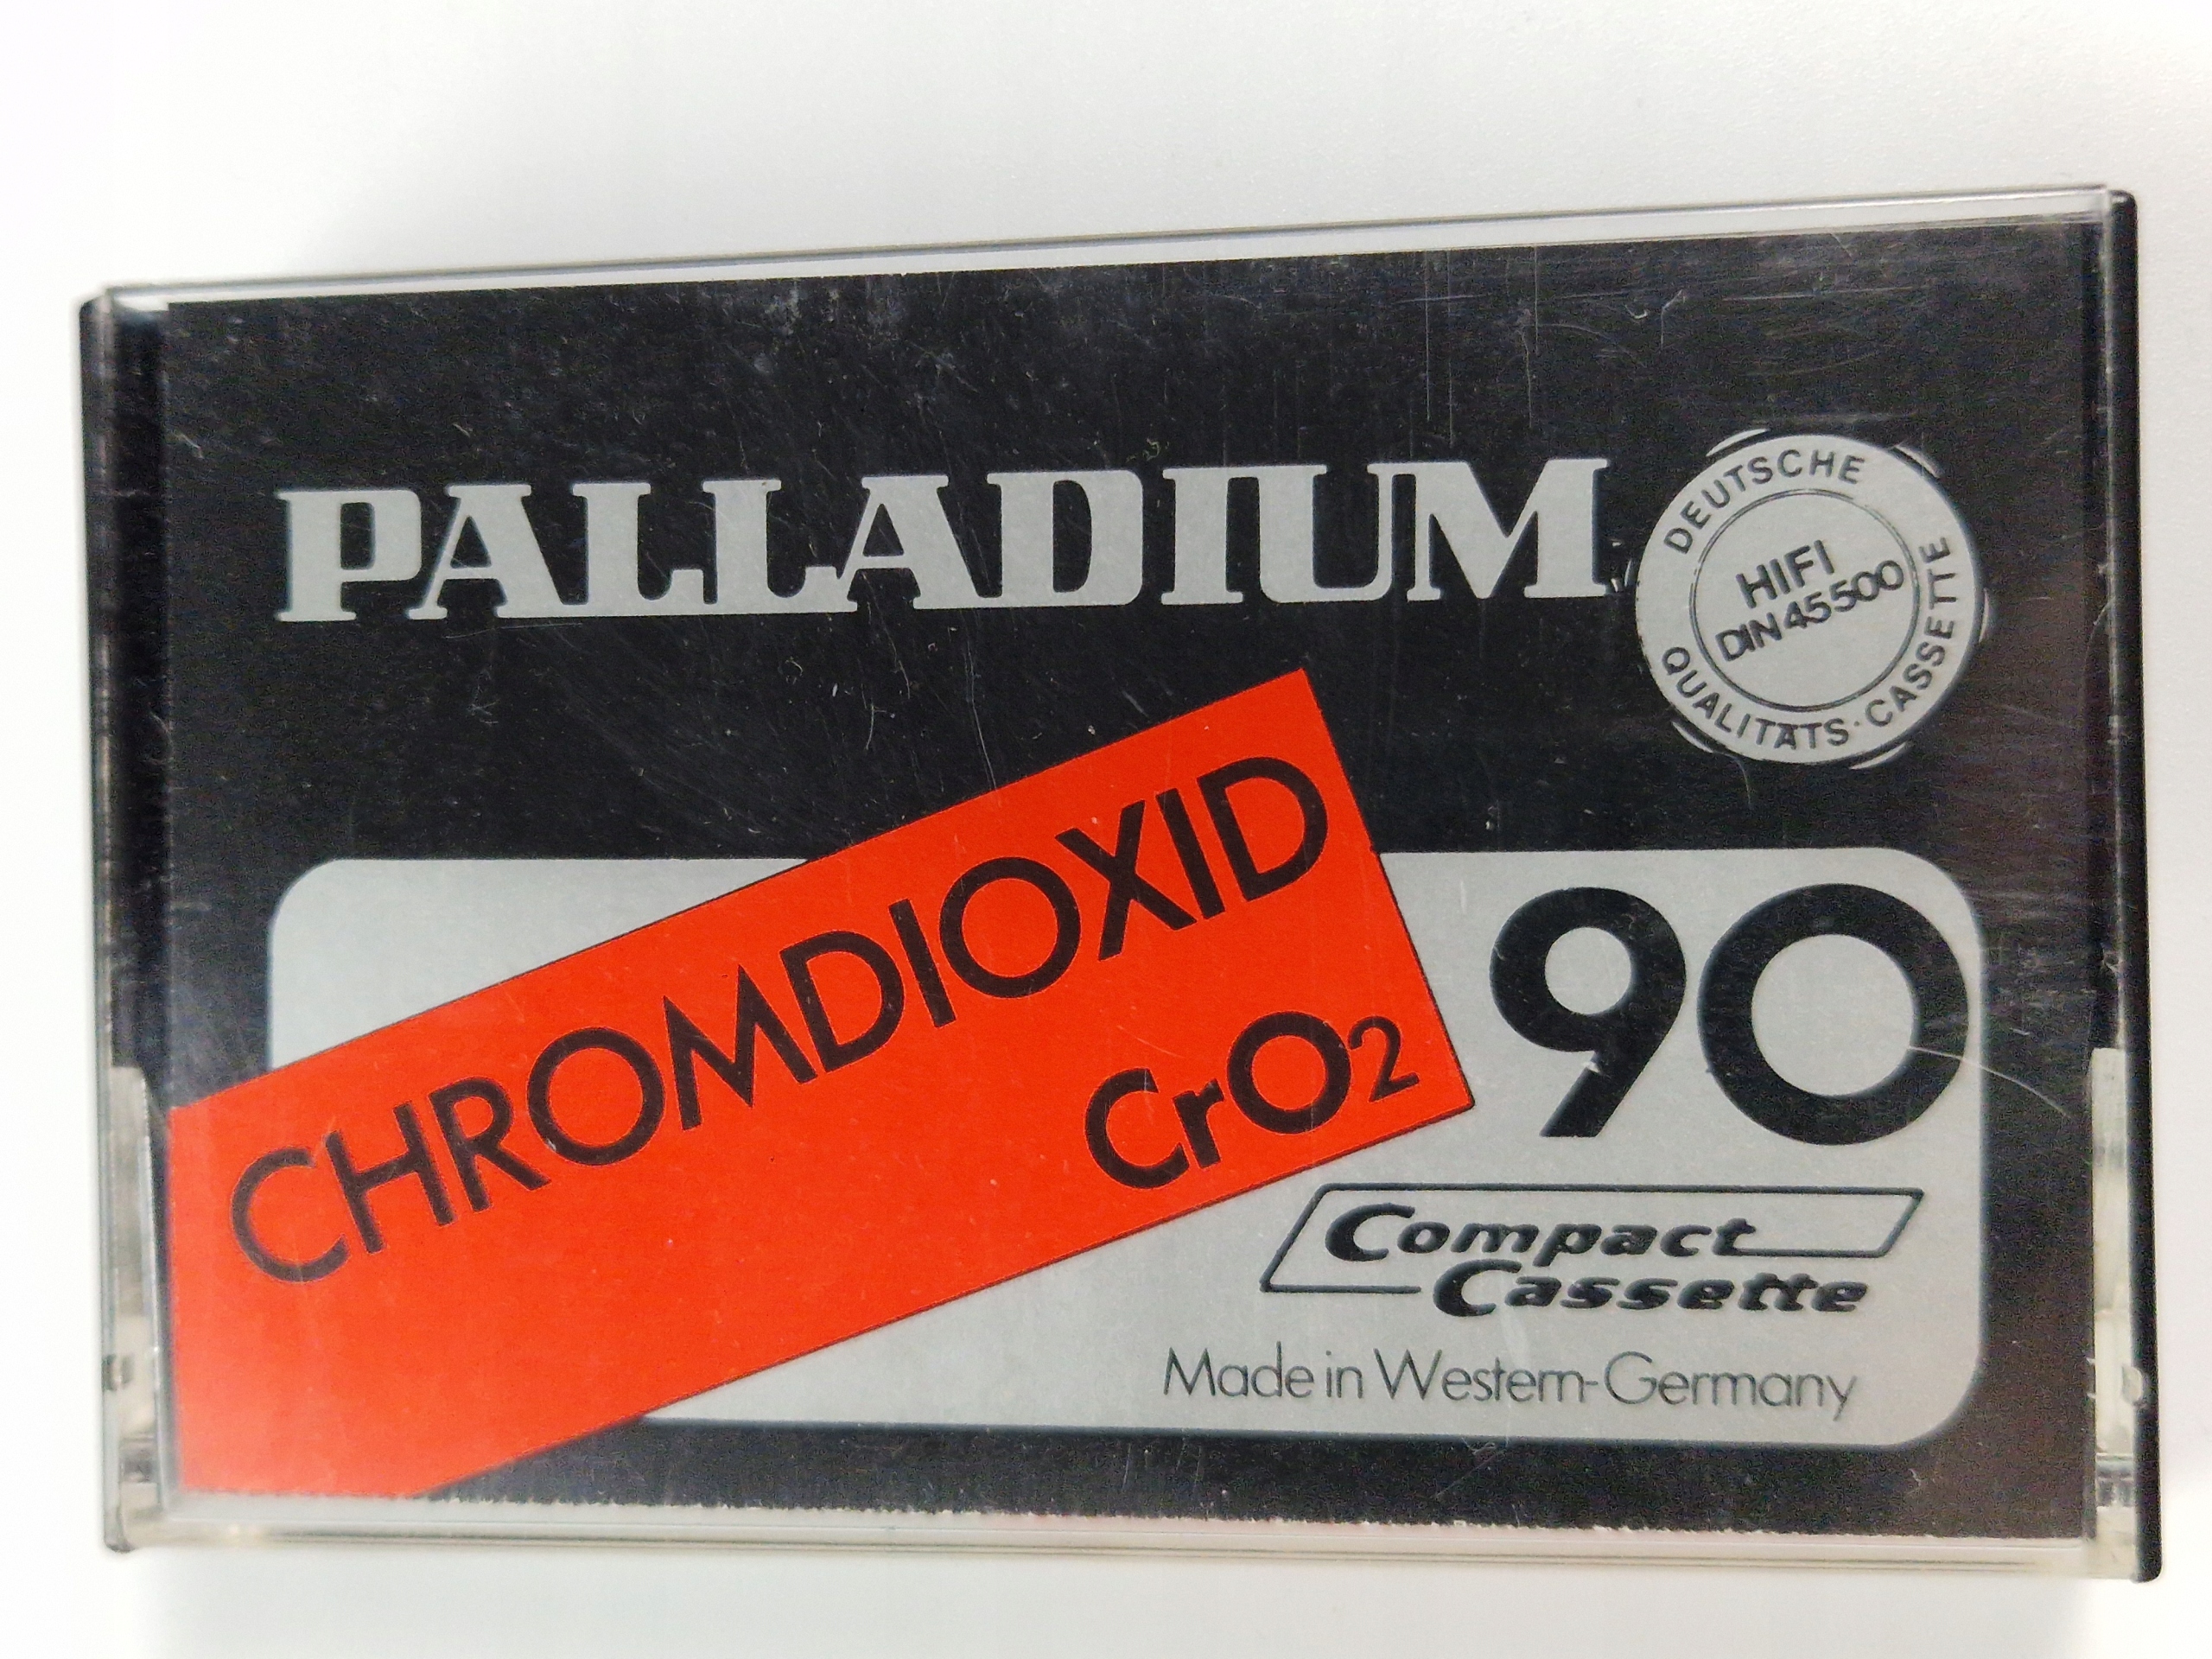 PALLADIUM
DEUTSCHE
HIFI
DIN 45500
QUALITÄTS·CASSETTE
CHROMDIOXID
CrO2
90
Compact
Cassette
Made in Western-Germany